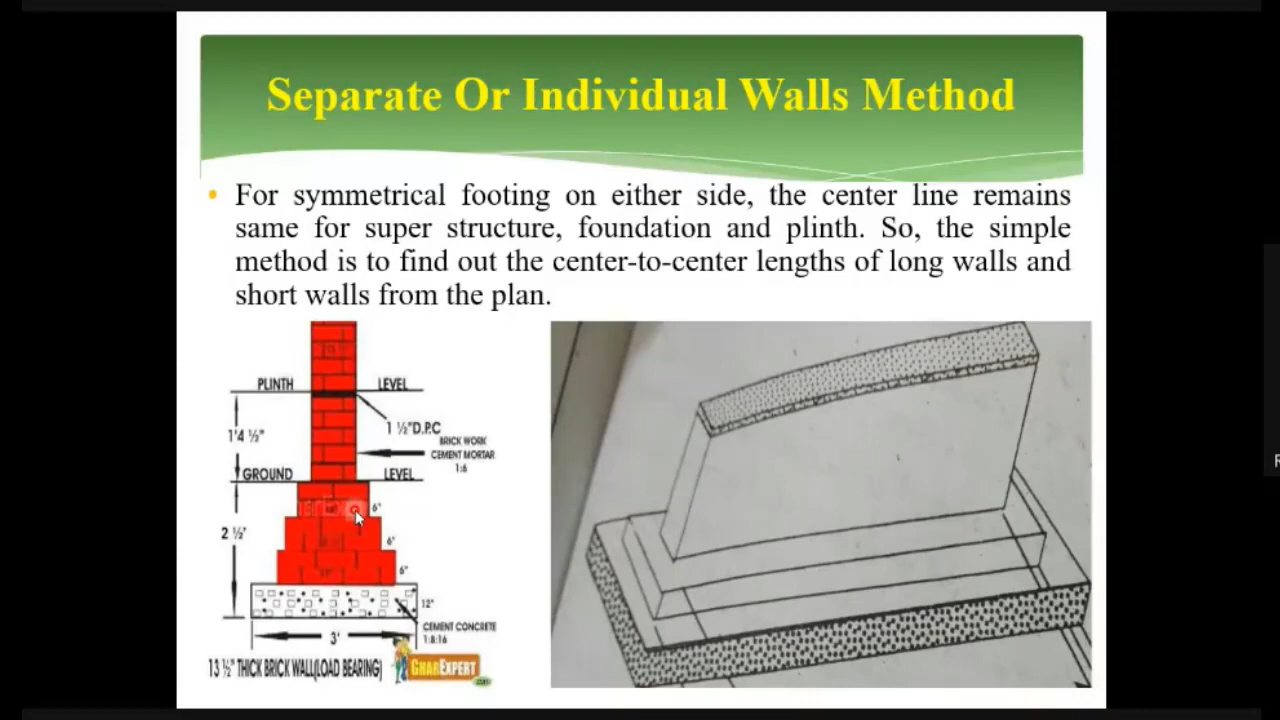 Separate Or Individual Walls Method
• For symmetrical footing on either side, the center line remains
same for super structure, foundation and plinth. So, the simple
method is to find out the center-to-center lengths of long walls and
short walls from the plan.
PLINTH LEVEL
1'4 ½"
1 ½"D.P.C
BRICK WORK
CEMENT MORTAR
1:6
GROUND LEVEL
2 ½'
6"
6"
6"
12"
3'
CEMENT CONCRETE
1:8:16
13 ½" THICK BRICK WALL(LOAD BEARING)
GHAREXPERT